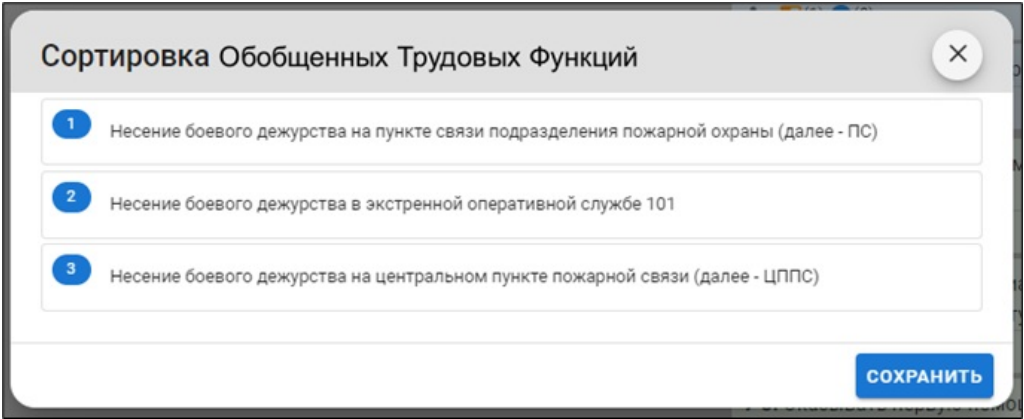 Сортировка Обобщенных Трудовых Функций
1
Несение боевого дежурства на пункте связи подразделения пожарной охраны (далее - ПС)
2
Несение боевого дежурства в экстренной оперативной службе 101
3
Несение боевого дежурства на центральном пункте пожарной связи (далее - ЦППС)
СОХРАНИТЬ